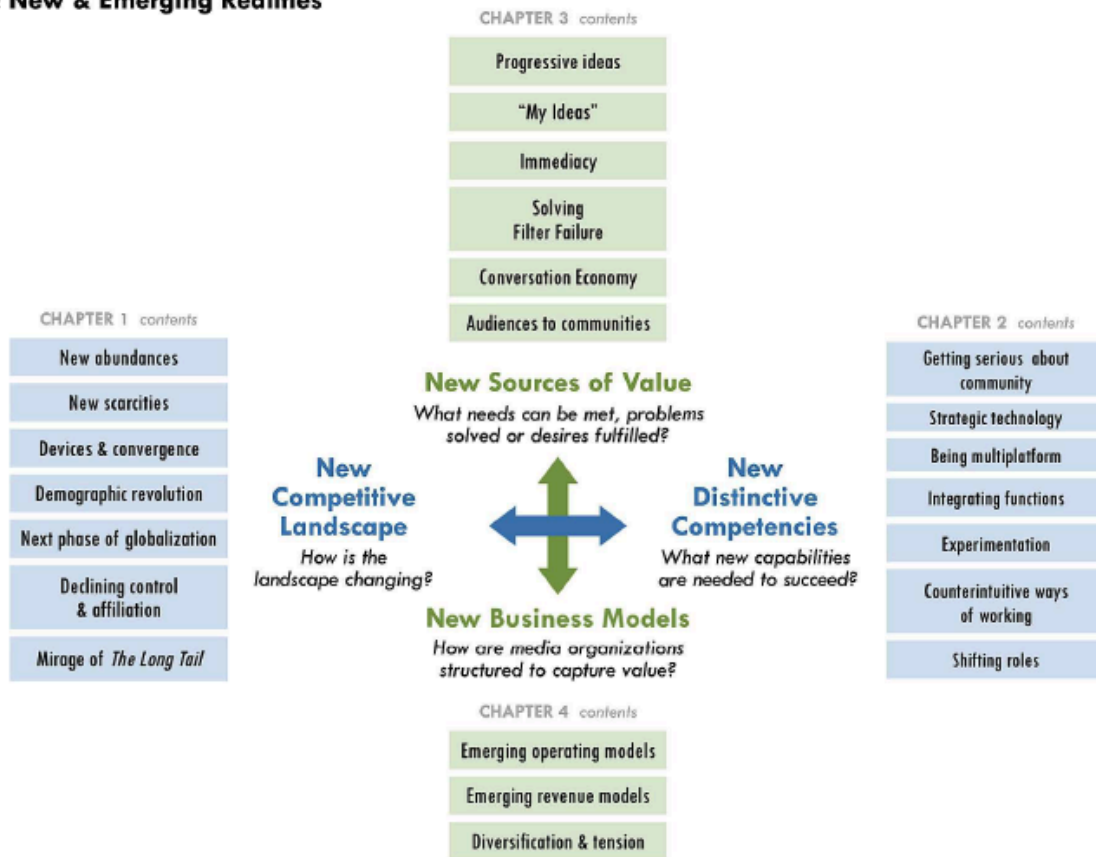 New & Emerging Realities
CHAPTER 3 contents
Progressive ideas
“My Ideas”
Immediacy
Solving
Filter Failure
Conversation Economy
Audiences to communities
CHAPTER 1 contents
New abundances
New scarcities
Devices & convergence
Demographic revolution
Next phase of globalization
Declining control
& affiliation
Mirage of The Long Tail
New Sources of Value
What needs can be met, problems
solved or desires fulfilled?
New
Competitive
Landscape
How is the
landscape changing?
New
Distinctive
Competencies
What new capabilities
are needed to succeed?
New Business Models
How are media organizations
structured to capture value?
CHAPTER 2 contents
Getting serious about
community
Strategic technology
Being multiplatform
Integrating functions
Experimentation
Counterintuitive ways
of working
Shifting roles
CHAPTER 4 contents
Emerging operating models
Emerging revenue models
Diversification & tension